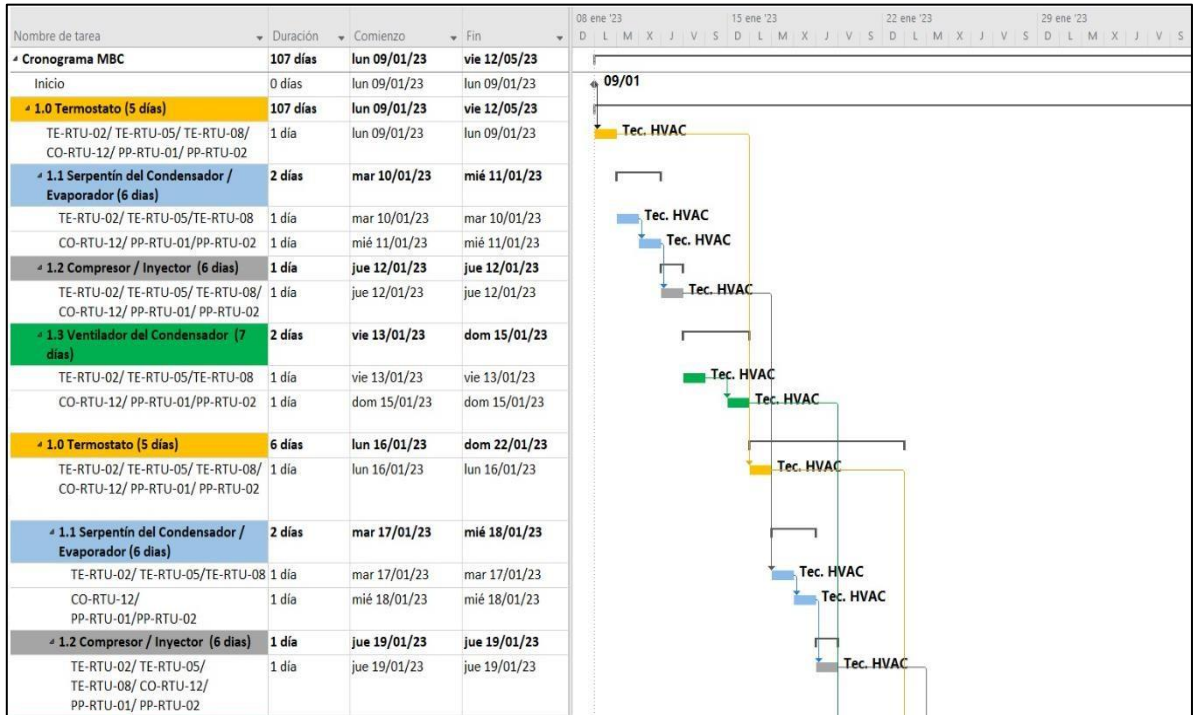 08 ene '23 15 ene '23 22 ene '23 29 ene '23
Nombre de tarea Duración Comienzo Fin D L M X J V S D L M X J V S D L M X J V S D L M X J V S
Cronograma MBC 107 días lun 09/01/23 vie 12/05/23
Inicio 0 días lun 09/01/23 lun 09/01/23 09/01
1.0 Termostato (5 días) 107 días lun 09/01/23 vie 12/05/23
TE-RTU-02/ TE-RTU-05/ TE-RTU-08/ 1 día lun 09/01/23 lun 09/01/23 Tec. HVAC
CO-RTU-12/ PP-RTU-01/ PP-RTU-02
1.1 Serpentín del Condensador / 2 días mar 10/01/23 mié 11/01/23
Evaporador (6 dias)
TE-RTU-02/ TE-RTU-05/TE-RTU-08 1 día mar 10/01/23 mar 10/01/23 Tec. HVAC
CO-RTU-12/ PP-RTU-01/PP-RTU-02 1 día mié 11/01/23 mié 11/01/23 Tec. HVAC
1.2 Compresor / Inyector (6 dias) 1 día jue 12/01/23 jue 12/01/23
TE-RTU-02/ TE-RTU-05/ TE-RTU-08/ 1 día jue 12/01/23 jue 12/01/23 Tec. HVAC
CO-RTU-12/ PP-RTU-01/ PP-RTU-02
1.3 Ventilador del Condensador (7 2 días vie 13/01/23 dom 15/01/23
días)
TE-RTU-02/ TE-RTU-05/TE-RTU-08 1 día vie 13/01/23 vie 13/01/23 Tec. HVAC
CO-RTU-12/ PP-RTU-01/PP-RTU-02 1 día dom 15/01/23 dom 15/01/23 Tec. HVAC
1.0 Termostato (5 días) 6 días lun 16/01/23 dom 22/01/23
TE-RTU-02/ TE-RTU-05/ TE-RTU-08/ 1 día lun 16/01/23 lun 16/01/23 Tec. HVAC
CO-RTU-12/ PP-RTU-01/ PP-RTU-02
1.1 Serpentín del Condensador / 2 días mar 17/01/23 mié 18/01/23
Evaporador (6 dias)
TE-RTU-02/ TE-RTU-05/TE-RTU-08 1 día mar 17/01/23 mar 17/01/23 Tec. HVAC
CO-RTU-12/ 1 día mié 18/01/23 mié 18/01/23 Tec. HVAC
PP-RTU-01/PP-RTU-02
1.2 Compresor / Inyector (6 dias) 1 día jue 19/01/23 jue 19/01/23
TE-RTU-02/ TE-RTU-05/ 1 día jue 19/01/23 jue 19/01/23 Tec. HVAC
TE-RTU-08/ CO-RTU-12/
PP-RTU-01/ PP-RTU-02